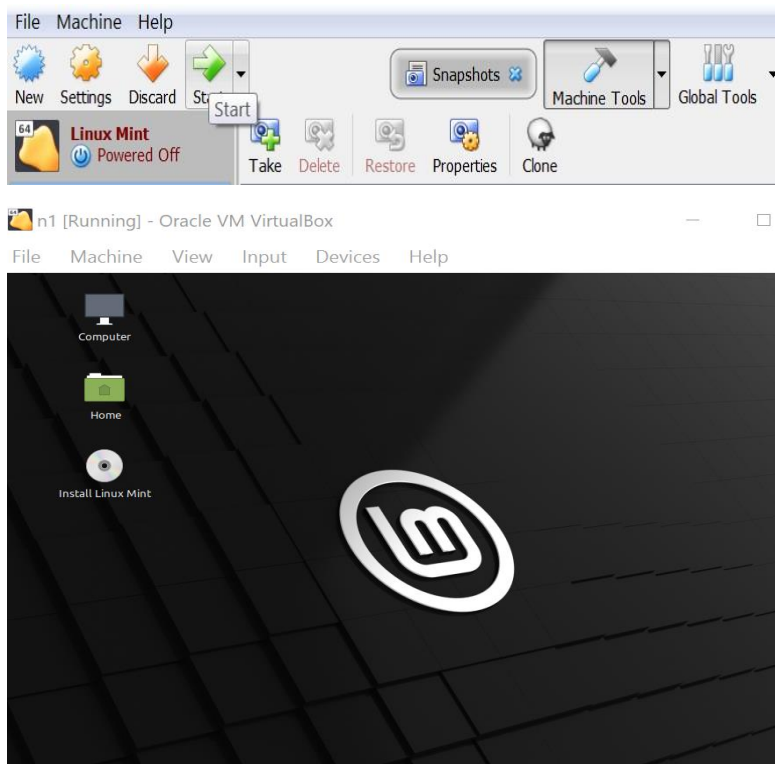 File Machine Help
New Settings Discard Start Snapshots Machine Tools Global Tools
Start
64 Linux Mint
Powered Off
Take Delete Restore Properties Clone
64 n1 [Running] - Oracle VM VirtualBox
File Machine View Input Devices Help
Computer
Home
Install Linux Mint
lm